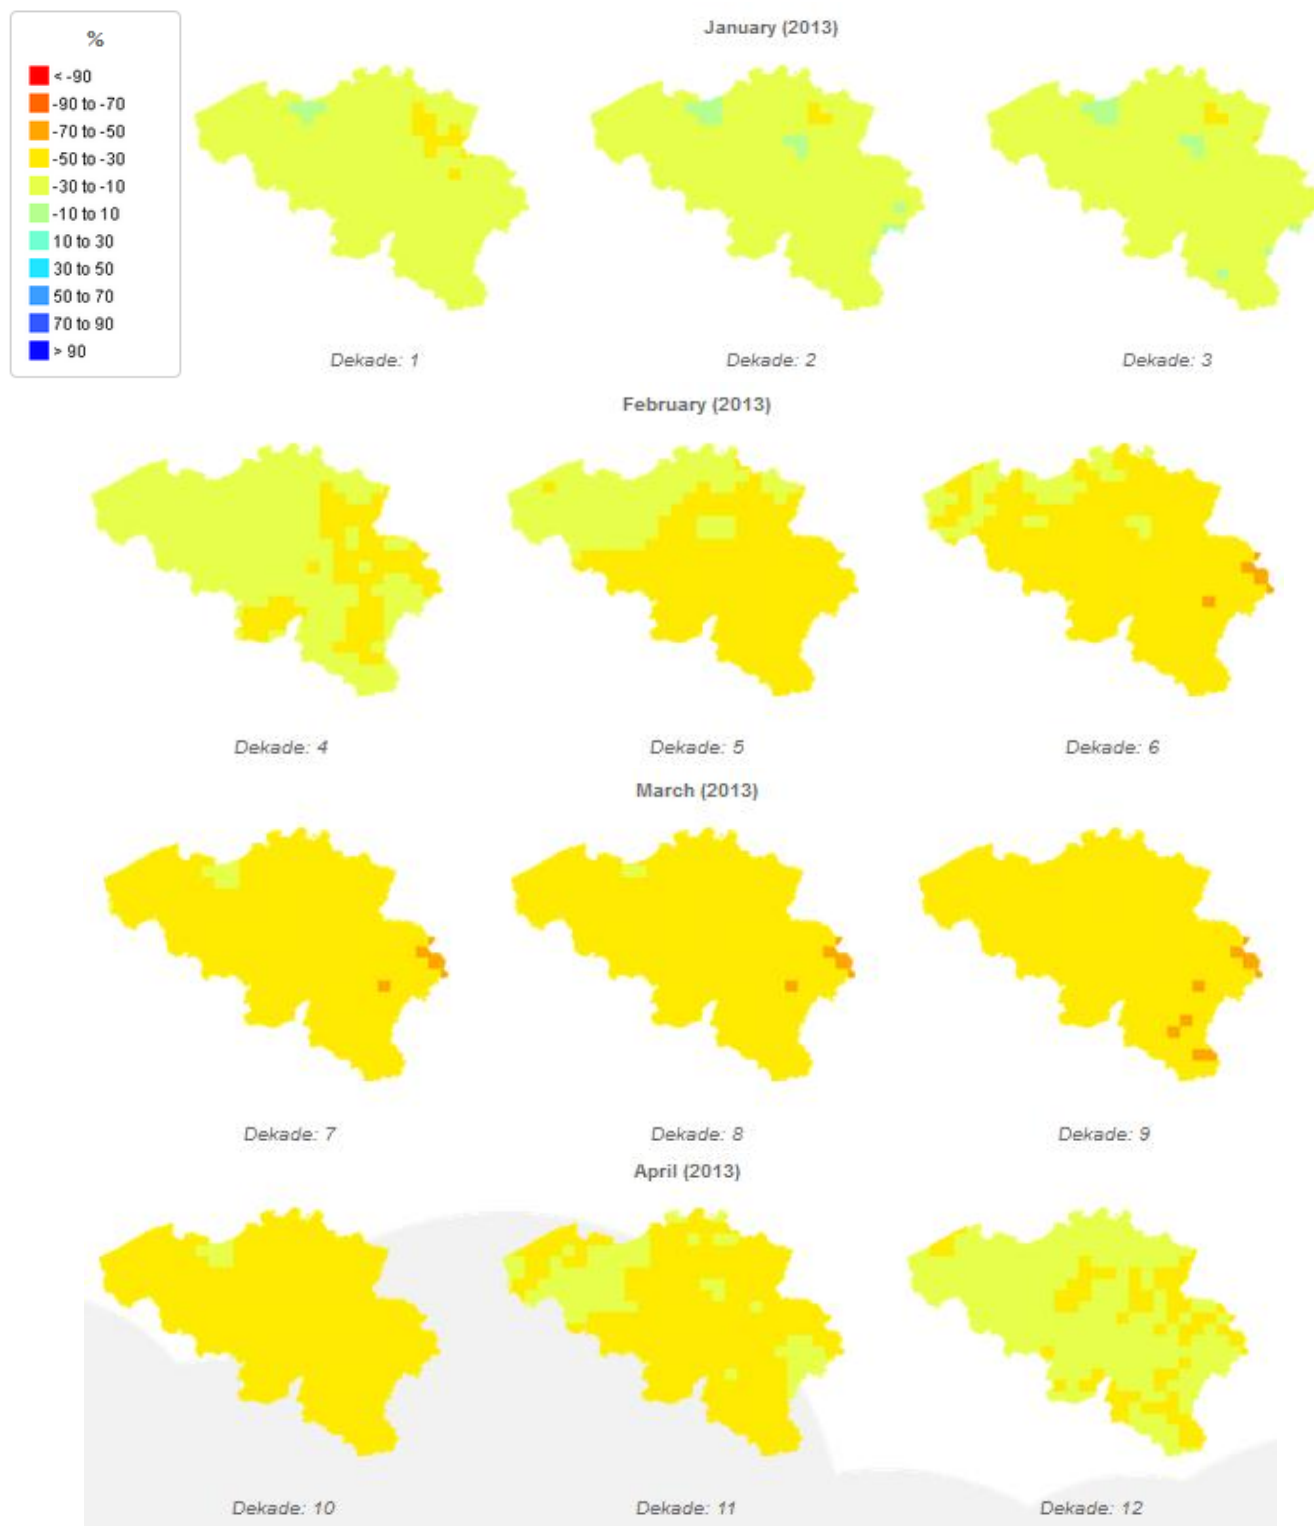 %
< -90
-90 to -70
-70 to -50
-50 to -30
-30 to -10
-10 to 10
10 to 30
30 to 50
50 to 70
70 to 90
> 90
January (2013)
Dekade: 1
Dekade: 2
Dekade: 3
February (2013)
Dekade: 4
Dekade: 5
Dekade: 6
March (2013)
Dekade: 7
Dekade: 8
Dekade: 9
April (2013)
Dekade: 10
Dekade: 11
Dekade: 12